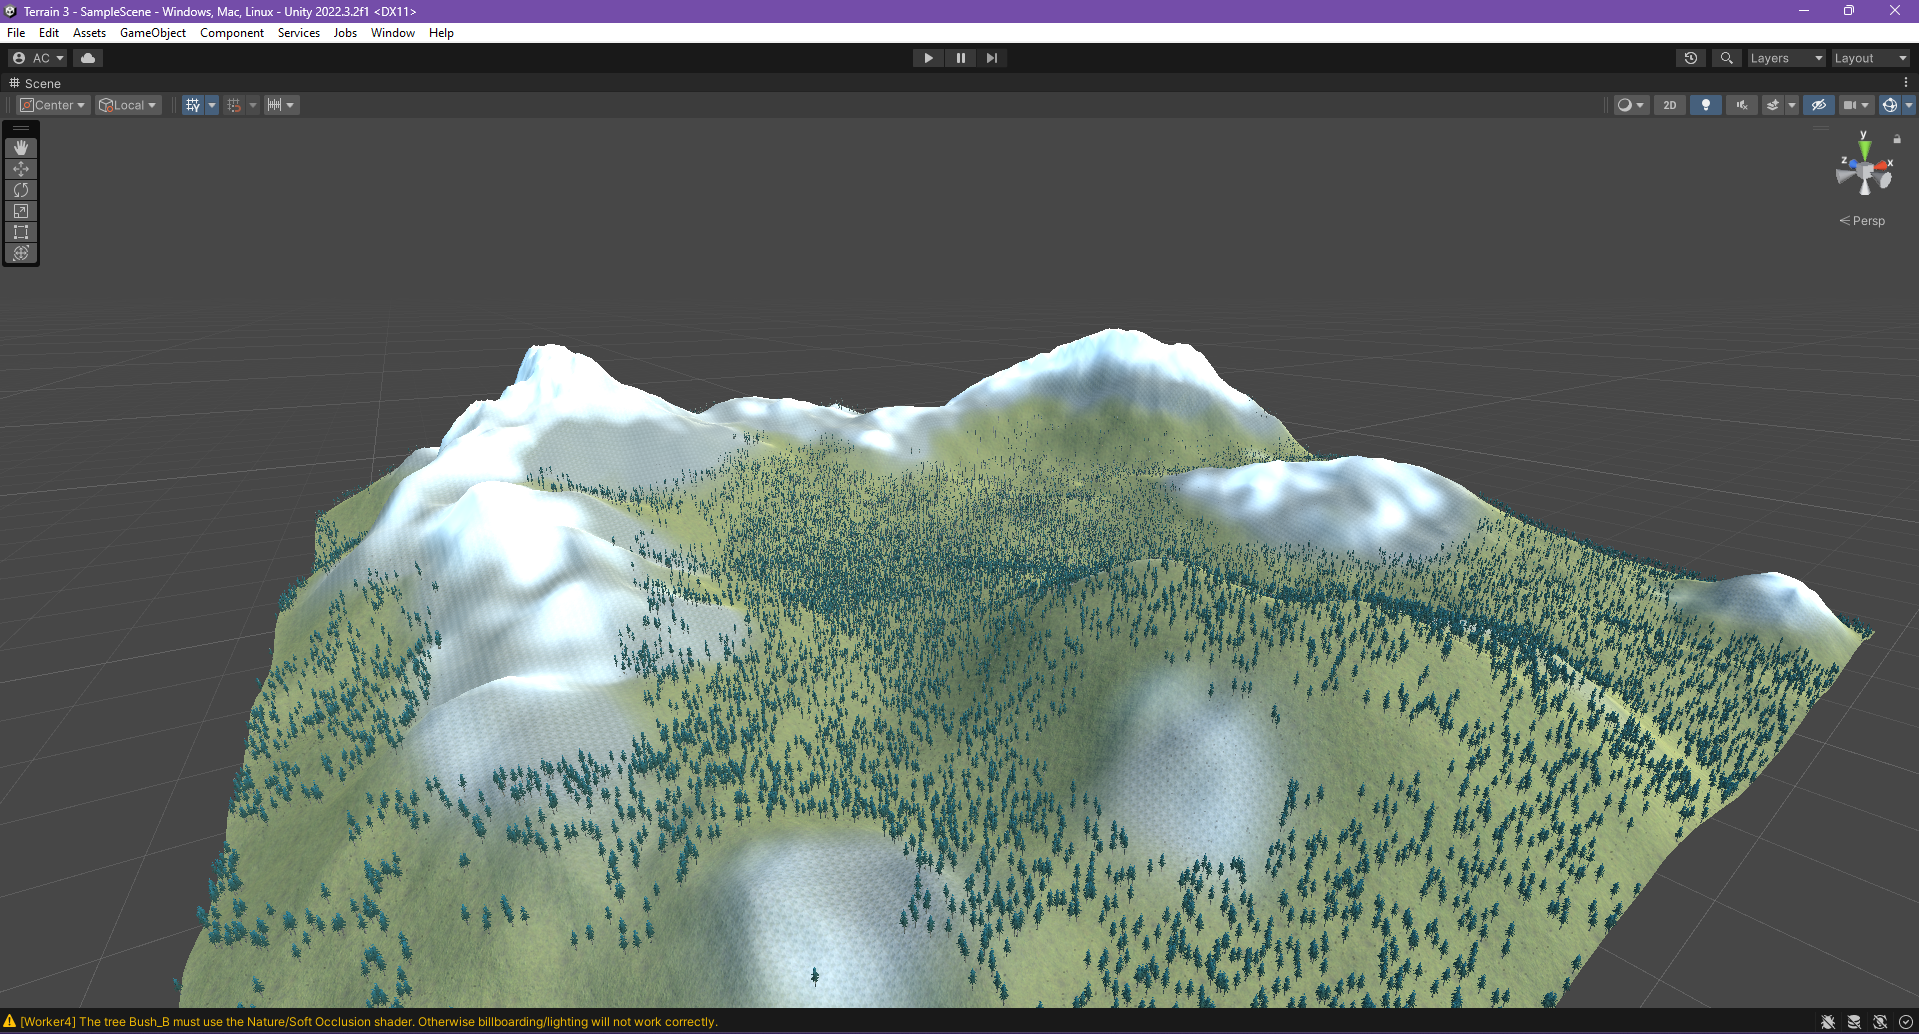 Terrain 3 - SampleScene - Windows, Mac, Linux - Unity 2022.3.2f1 <DX11>
File Edit Assets GameObject Component Services Jobs Window Help
AC Layers Layout
Scene
Center Local 2D
y
z x
Persp
[Worker4] The tree Bush_B must use the Nature/Soft Occlusion shader. Otherwise billboarding/lighting will not work correctly.